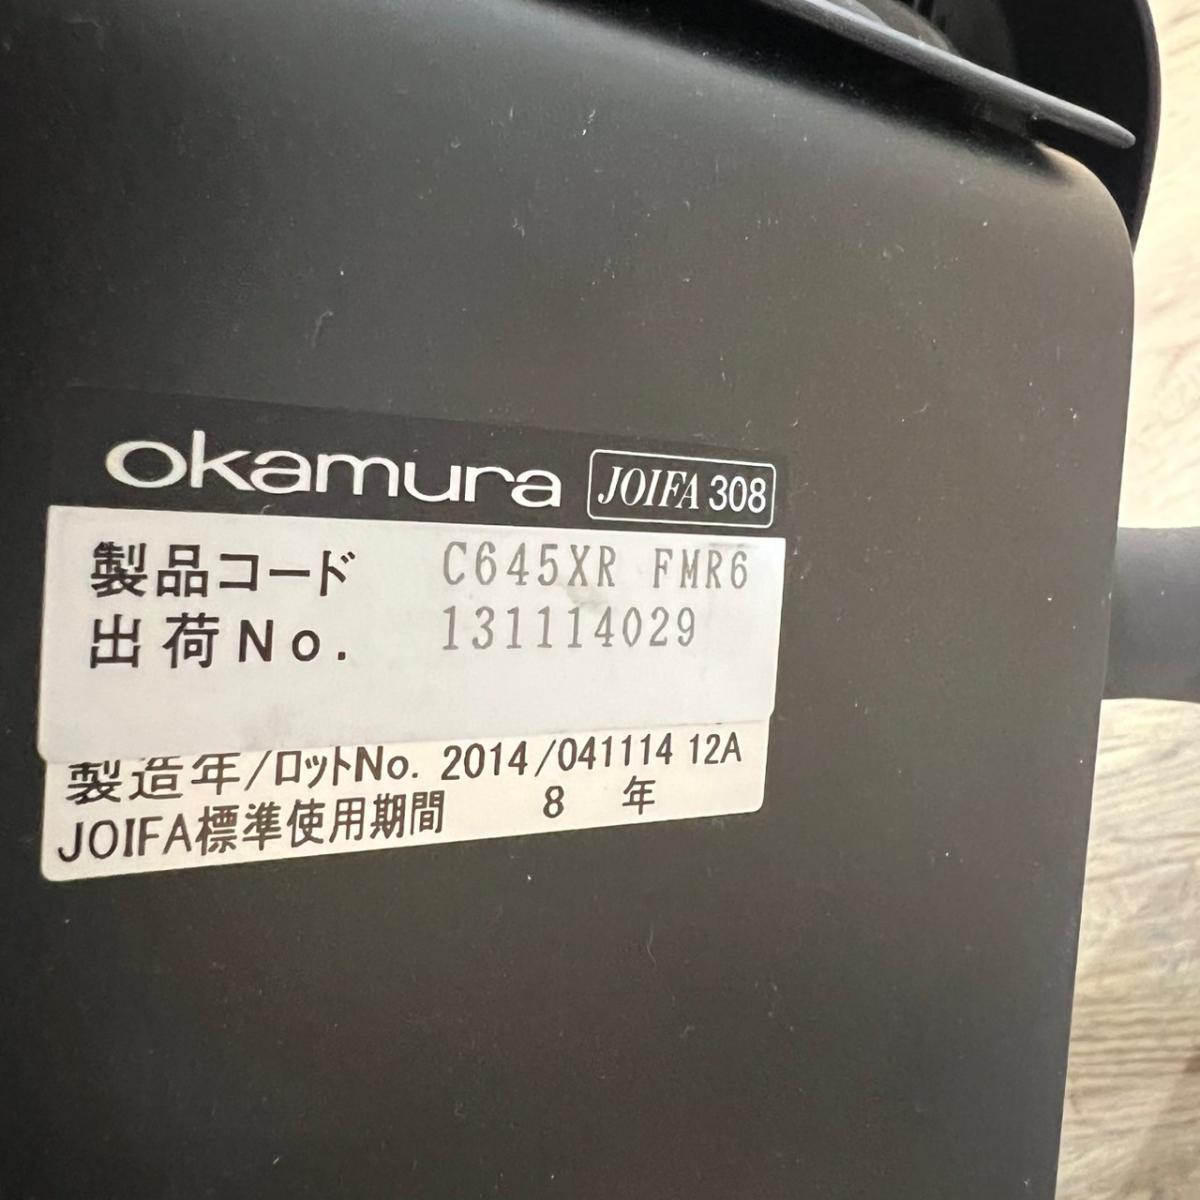 okamura JOIFA 308
製品コード C645XR FMR6
出荷No. 131114029
製造年/ロットNo. 2014/041114 12A
JOIFA標準使用期間 8 年